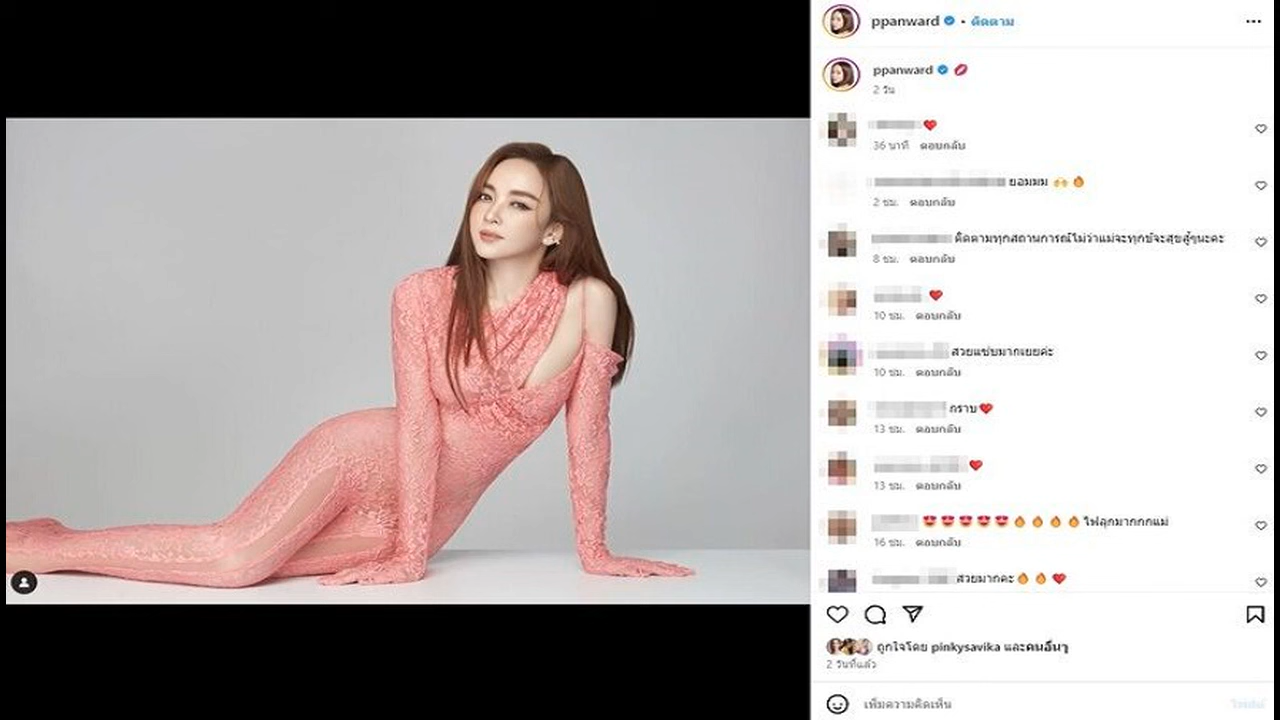 ppanward • ติดตาม
ppanward
2 วัน
36 นาที ตอบกลับ
ยอมมม
2 ชม. ตอบกลับ
ติดตามทุกสถานการณ์ไม่ว่าแม่จะทุกข์จะสุขสู้ๆนะคะ
8 ชม. ตอบกลับ
10 ชม. ตอบกลับ
สวยแซ่บมากเยยค่ะ
10 ชม. ตอบกลับ
กราบ
13 ชม. ตอบกลับ
13 ชม. ตอบกลับ
ไฟลุกมากกกแม่
16 ชม. ตอบกลับ
สวยมากคะ
ถูกใจโดย pinkysavika และคนอื่นๆ
2 วันที่แล้ว
เพิ่มความคิดเห็น
โพสต์